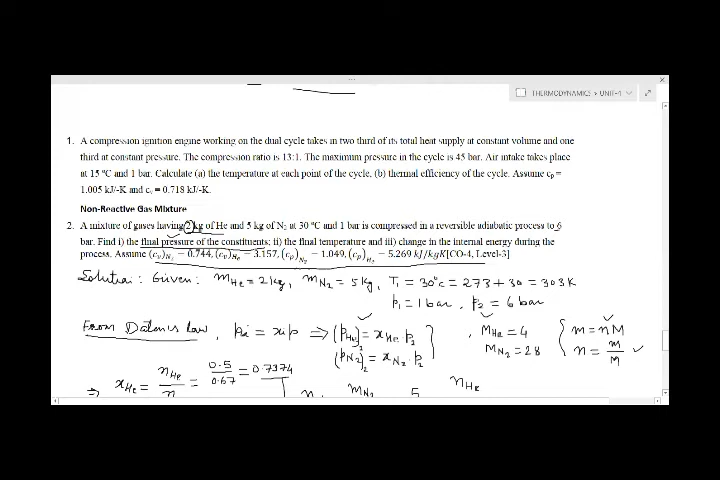 THERMODYNAMICS > UNIT-4
1. A compression ignition engine working on the dual cycle takes in two third of its total heat supply at constant volume and one
third at constant pressure. The compression ratio is 13:1. The maximum pressure in the cycle is 45 bar. Air intake takes place
at 15 °C and 1 bar. Calculate (a) the temperature at each point of the cycle, (b) thermal efficiency of the cycle. Assume cp =
1.005 kJ/-K and cv = 0.718 kJ/-K.
Non-Reactive Gas Mixture
2. A mixture of gases having 2 kg of He and 5 kg of N2 at 30 °C and 1 bar is compressed in a reversible adiabatic process to 6
bar. Find i) the final pressure of the constituents; ii) the final temperature and iii) change in the internal energy during the
process. Assume (cv)N2 = 0.744, (cv)He = 3.157, (cp)N2 = 1.049, (cp)He = 5.269 kJ/kgK[CO-4, Level-3]
Solution: Given: mHe = 2 kg, mN2 = 5 kg, T1 = 30°C = 273 + 30 = 303 K
p1 = 1 bar, p2 = 6 bar
From Dalton's law, pi = xi p ⇒ (pHe)2 = xHe · p2 , MHe = 4 m = nM
(pN2)2 = xN2 · p2 MN2 = 28 n = m/M
⇒ xHe = nHe/n = 0.5/0.67 = 0.7374 nHe
mN2 5